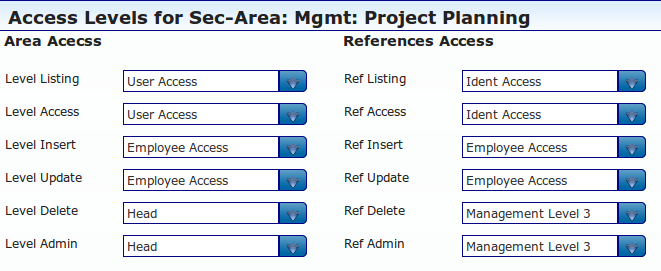 Access Levels for Sec-Area: Mgmt: Project Planning
Area Acecss References Access
Level Listing User Access Ref Listing Ident Access
Level Access User Access Ref Access Ident Access
Level Insert Employee Access Ref Insert Employee Access
Level Update Employee Access Ref Update Employee Access
Level Delete Head Ref Delete Management Level 3
Level Admin Head Ref Admin Management Level 3